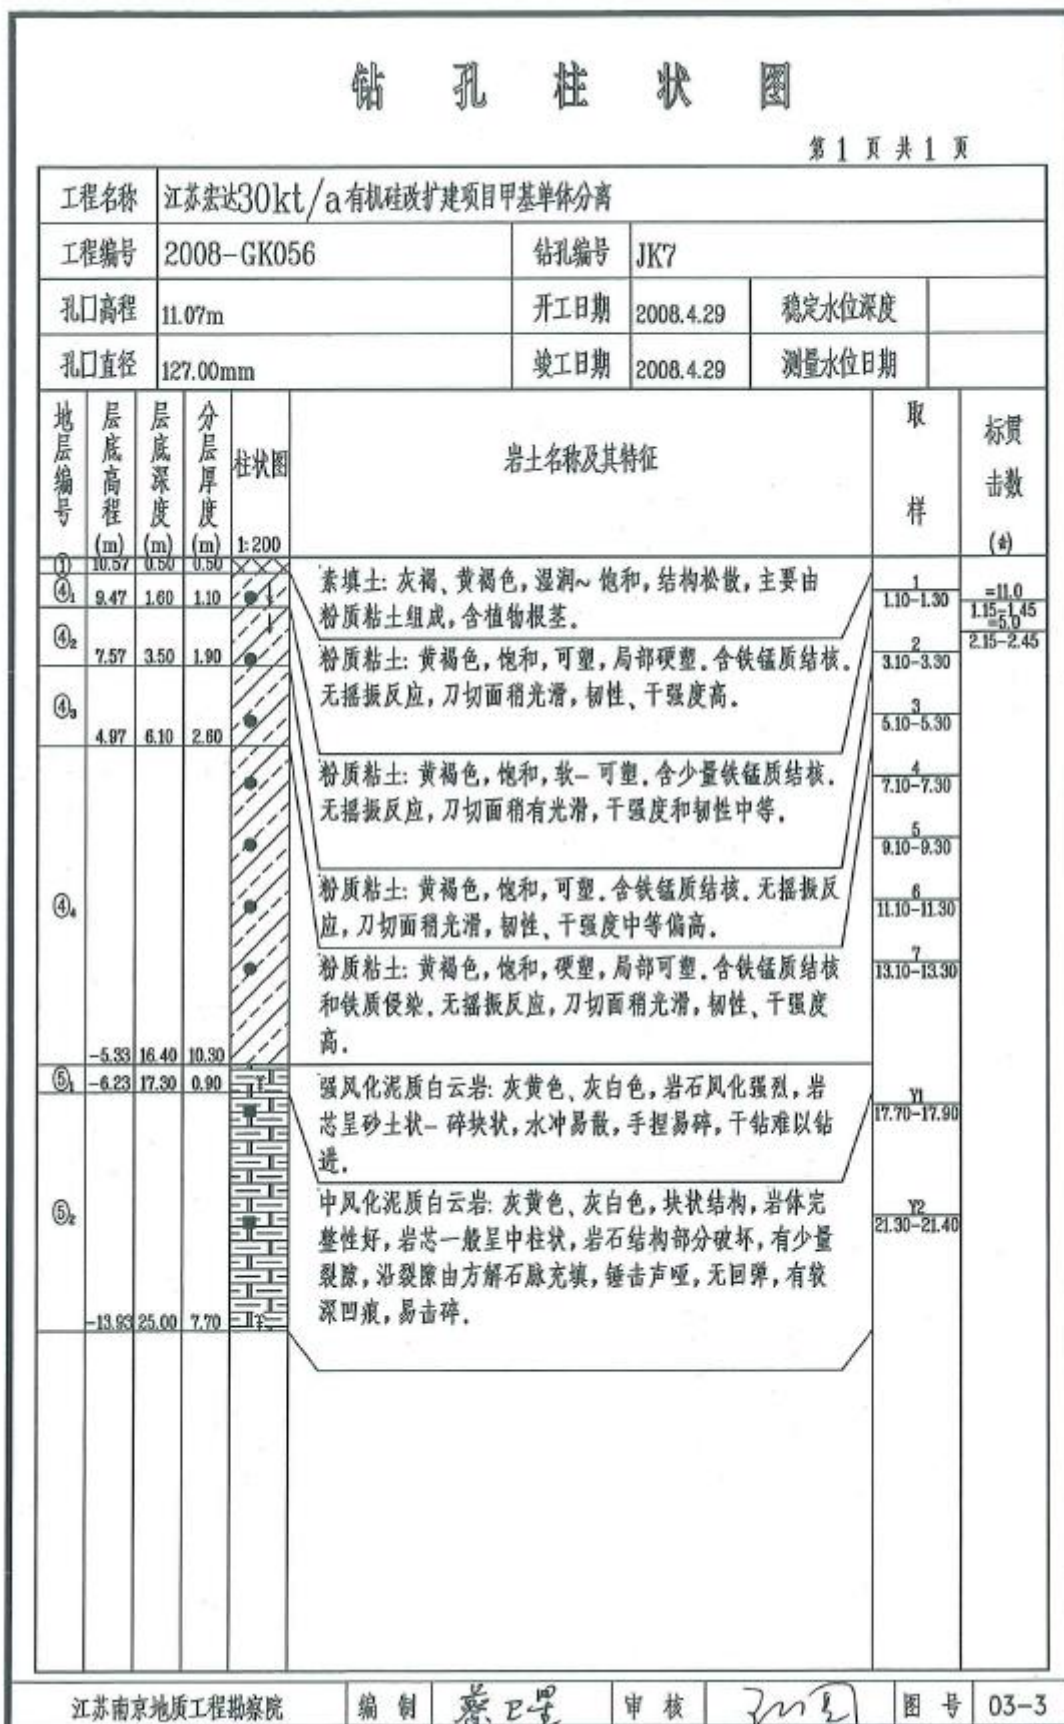 钻孔柱状图
第1页共1页
工程名称 江苏宏达30kt/a有机硅改扩建项目甲基单体分离
工程编号 2008-GK056 钻孔编号 JK7
孔口高程 11.07m 开工日期 2008.4.29 稳定水位深度
孔口直径 127.00mm 竣工日期 2008.4.29 测量水位日期
地层编号 层底高程(m) 层底深度(m) 分层厚度(m) 柱状图 1:200 岩土名称及其特征 取样 标贯击数(击)
① 10.57 0.50 0.50
素填土: 灰褐、黄褐色, 湿润~饱和, 结构松散, 主要由
粉质粘土组成, 含植物根茎.
④₁ 9.47 1.60 1.10
粉质粘土: 黄褐色, 饱和, 可塑, 局部硬塑. 含铁锰质结核.
无摇振反应, 刀切面稍光滑, 韧性、干强度高.
④₂ 7.57 3.50 1.90
粉质粘土: 黄褐色, 饱和, 软-可塑. 含少量铁锰质结核.
无摇振反应, 刀切面稍有光滑, 干强度和韧性中等.
④₃ 4.97 6.10 2.60
粉质粘土: 黄褐色, 饱和, 可塑. 含铁锰质结核. 无摇振反
应, 刀切面稍光滑, 韧性、干强度中等偏高.
④₄ -5.33 16.40 10.30
粉质粘土: 黄褐色, 饱和, 硬塑, 局部可塑. 含铁锰质结核
和铁质侵染. 无摇振反应, 刀切面稍光滑, 韧性、干强度
高.
⑤₁ -6.23 17.30 0.90
强风化泥质白云岩: 灰黄色、灰白色, 岩石风化强烈, 岩
芯呈砂土状-碎块状, 水冲易散, 手捏易碎, 干钻难以钻
进.
⑤₂ -13.93 25.00 7.70
中风化泥质白云岩: 灰黄色、灰白色, 块状结构, 岩体完
整性好, 岩芯一般呈中柱状, 岩石结构部分破坏, 有少量
裂隙, 沿裂隙由方解石脉充填, 锤击声哑, 无回弹, 有较
深凹痕, 易击碎.
1
1.10-1.30
2
3.10-3.30
3
5.10-5.30
4
7.10-7.30
5
9.10-9.30
6
11.10-11.30
7
13.10-13.30
Y1
17.70-17.90
Y2
21.30-21.40
=11.0
1.15-1.45
=5.0
2.15-2.45
江苏南京地质工程勘察院 编制 审核 图号 03-3